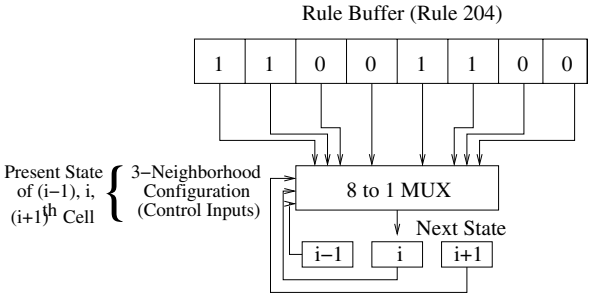 Rule Buffer (Rule 204)
1 1 0 0 1 1 0 0
Present State
of (i−1), i,
(i+1)th Cell
3−Neighborhood
Configuration
(Control Inputs)
8 to 1 MUX
Next State
i−1 i i+1